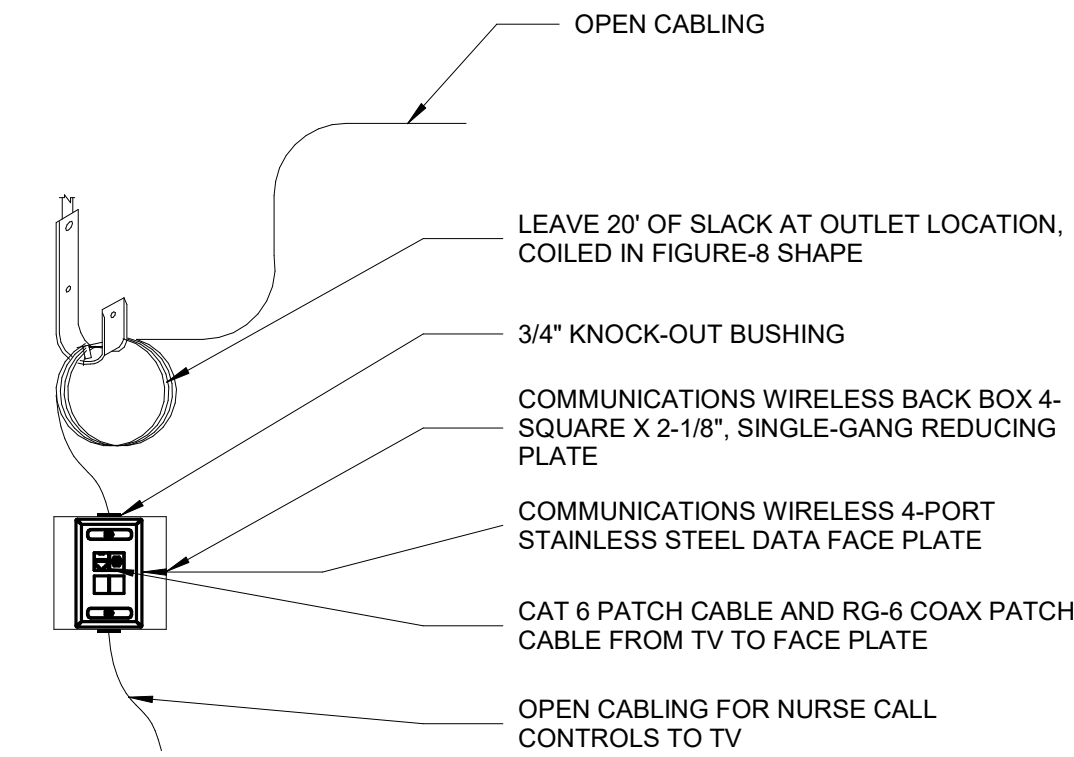 OPEN CABLING
LEAVE 20' OF SLACK AT OUTLET LOCATION,
COILED IN FIGURE-8 SHAPE
3/4" KNOCK-OUT BUSHING
COMMUNICATIONS WIRELESS BACK BOX 4-
SQUARE X 2-1/8", SINGLE-GANG REDUCING
PLATE
COMMUNICATIONS WIRELESS 4-PORT
STAINLESS STEEL DATA FACE PLATE
CAT 6 PATCH CABLE AND RG-6 COAX PATCH
CABLE FROM TV TO FACE PLATE
OPEN CABLING FOR NURSE CALL
CONTROLS TO TV